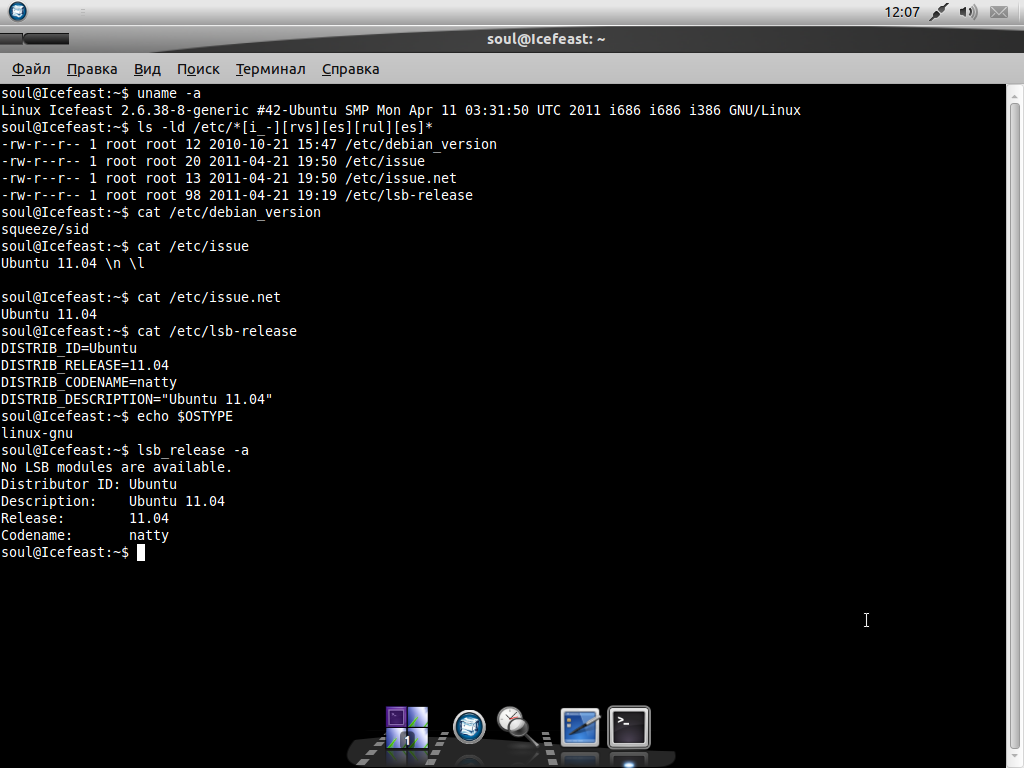 12:07
soul@Icefeast: ~
Файл Правка Вид Поиск Терминал Справка
soul@Icefeast:~$ uname -a
Linux Icefeast 2.6.38-8-generic #42-Ubuntu SMP Mon Apr 11 03:31:50 UTC 2011 i686 i686 i386 GNU/Linux
soul@Icefeast:~$ ls -ld /etc/*[i_-][rvs][es][rul][es]*
-rw-r--r-- 1 root root 12 2010-10-21 15:47 /etc/debian_version
-rw-r--r-- 1 root root 20 2011-04-21 19:50 /etc/issue
-rw-r--r-- 1 root root 13 2011-04-21 19:50 /etc/issue.net
-rw-r--r-- 1 root root 98 2011-04-21 19:19 /etc/lsb-release
soul@Icefeast:~$ cat /etc/debian_version
squeeze/sid
soul@Icefeast:~$ cat /etc/issue
Ubuntu 11.04 \n \l
soul@Icefeast:~$ cat /etc/issue.net
Ubuntu 11.04
soul@Icefeast:~$ cat /etc/lsb-release
DISTRIB_ID=Ubuntu
DISTRIB_RELEASE=11.04
DISTRIB_CODENAME=natty
DISTRIB_DESCRIPTION="Ubuntu 11.04"
soul@Icefeast:~$ echo $OSTYPE
linux-gnu
soul@Icefeast:~$ lsb_release -a
No LSB modules are available.
Distributor ID: Ubuntu
Description:    Ubuntu 11.04
Release:        11.04
Codename:       natty
soul@Icefeast:~$
1
>_